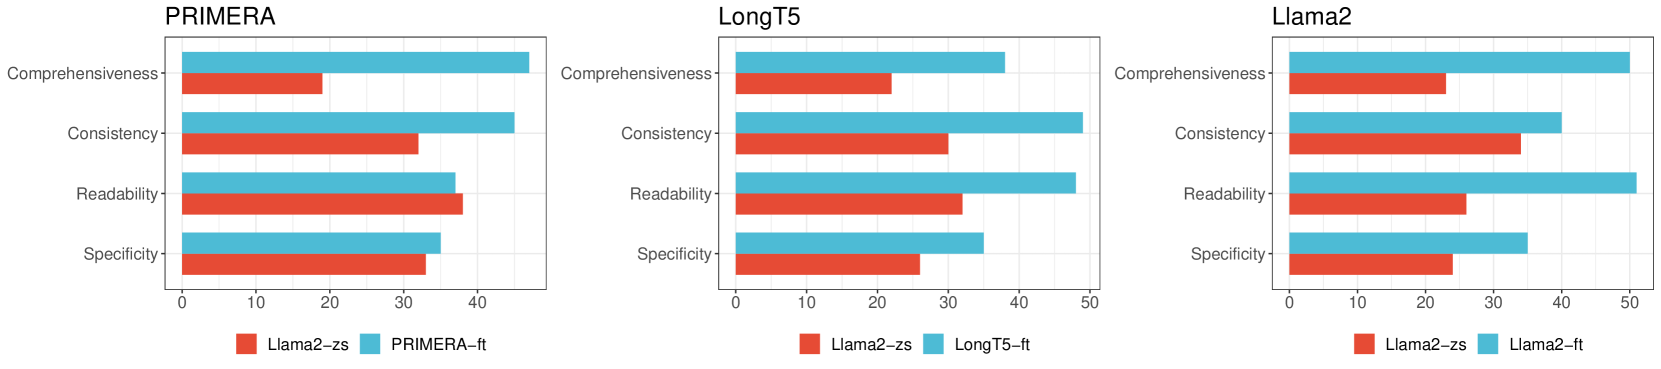 PRIMERA
Comprehensiveness
Consistency
Readability
Specificity
0 10 20 30 40
Llama2-zs PRIMERA-ft
LongT5
Comprehensiveness
Consistency
Readability
Specificity
0 10 20 30 40 50
Llama2-zs LongT5-ft
Llama2
Comprehensiveness
Consistency
Readability
Specificity
0 10 20 30 40 50
Llama2-zs Llama2-ft